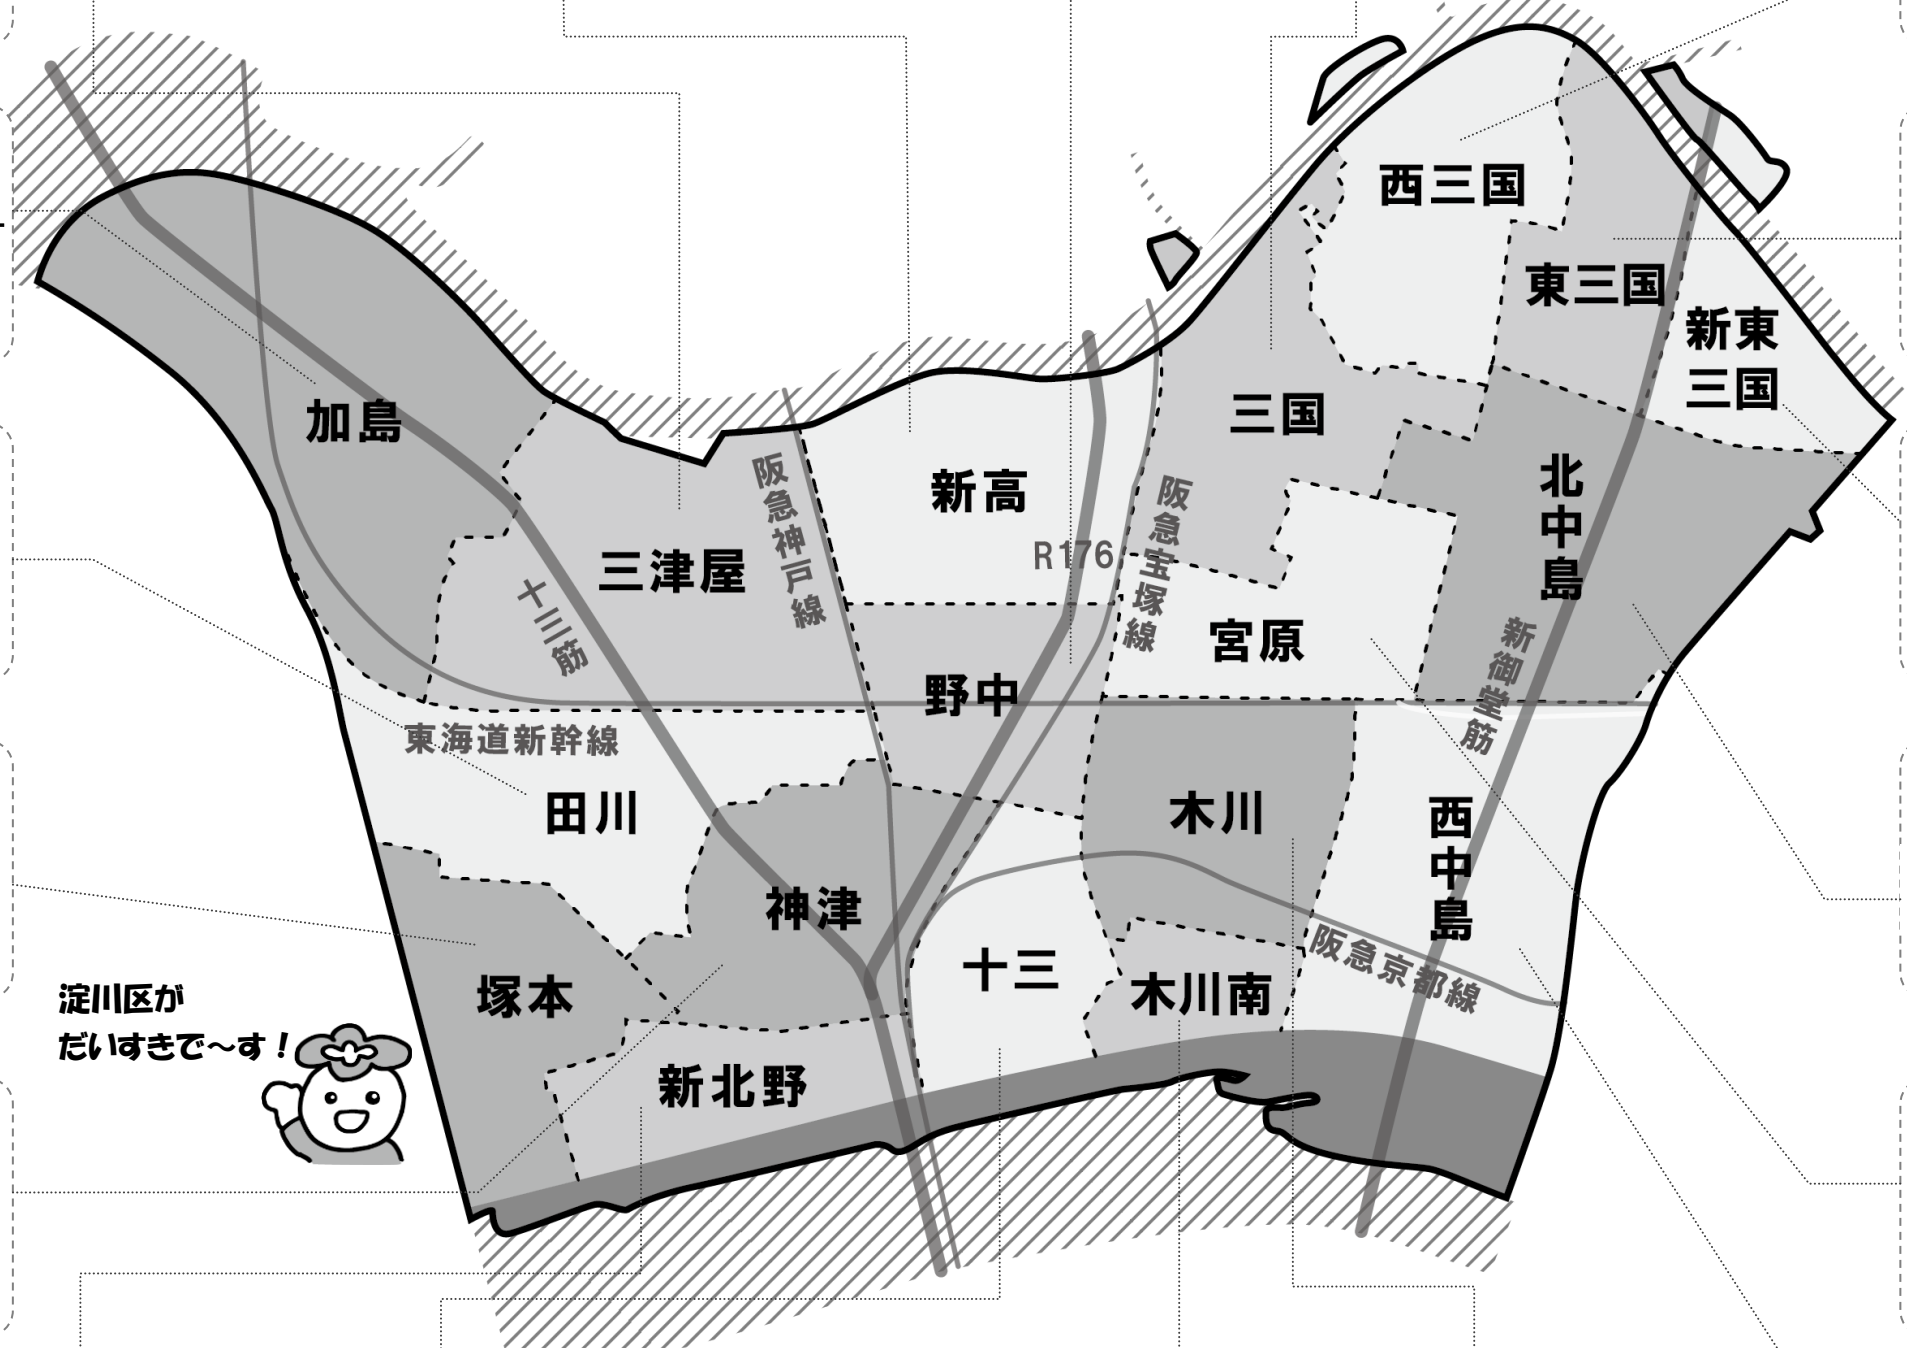 西三国
東三国
新東
三国
加島
三国
新高
北中島
阪急神戸線
阪急宝塚線
R176
三津屋
十三筋
宮原
新御堂筋
野中
東海道新幹線
田川
木川
西中島
神津
十三
阪急京都線
塚本
木川南
淀川区が
だいすきで〜す！
新北野